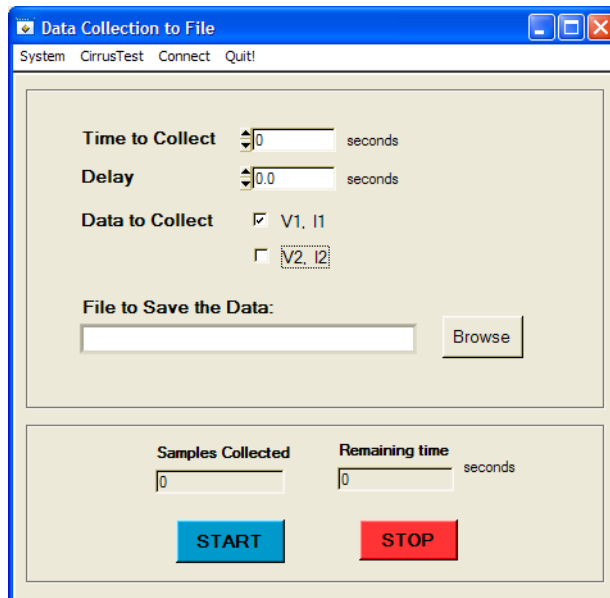 Data Collection to File
System CirrusTest Connect Quit!
Time to Collect 0 seconds
Delay 0.0 seconds
Data to Collect V1, I1
V2, I2
File to Save the Data:
Browse
Samples Collected Remaining time
0 0 seconds
START STOP